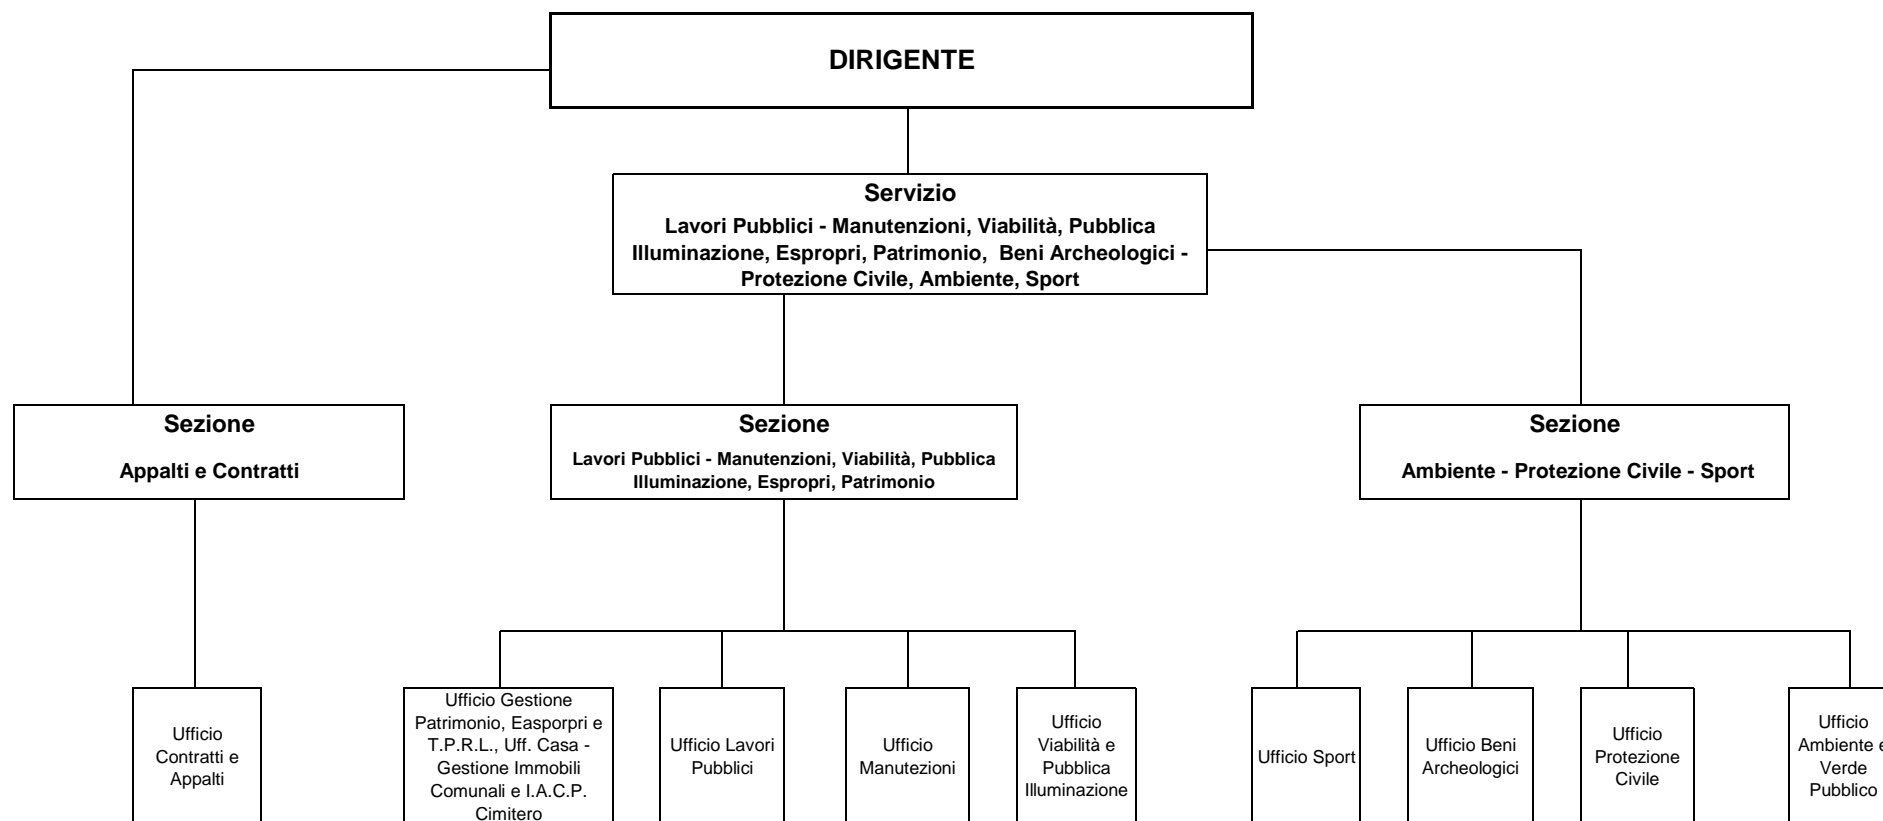 DIRIGENTE
Servizio
Lavori Pubblici - Manutenzioni, Viabilità, Pubblica
Illuminazione, Espropri, Patrimonio,  Beni Archeologici -
Protezione Civile, Ambiente, Sport
Sezione
Appalti e Contratti
Sezione
Lavori Pubblici - Manutenzioni, Viabilità, Pubblica
Illuminazione, Espropri, Patrimonio
Sezione
Ambiente - Protezione Civile - Sport
Ufficio
Contratti e
Appalti
Ufficio Gestione
Patrimonio, Easporpri e
T.P.R.L., Uff. Casa -
Gestione Immobili
Comunali e I.A.C.P.
Cimitero
Ufficio Lavori
Pubblici
Ufficio
Manutezioni
Ufficio
Viabilità e
Pubblica
Illuminazione
Ufficio Sport
Ufficio Beni
Archeologici
Ufficio
Protezione
Civile
Ufficio
Ambiente e
Verde
Pubblico